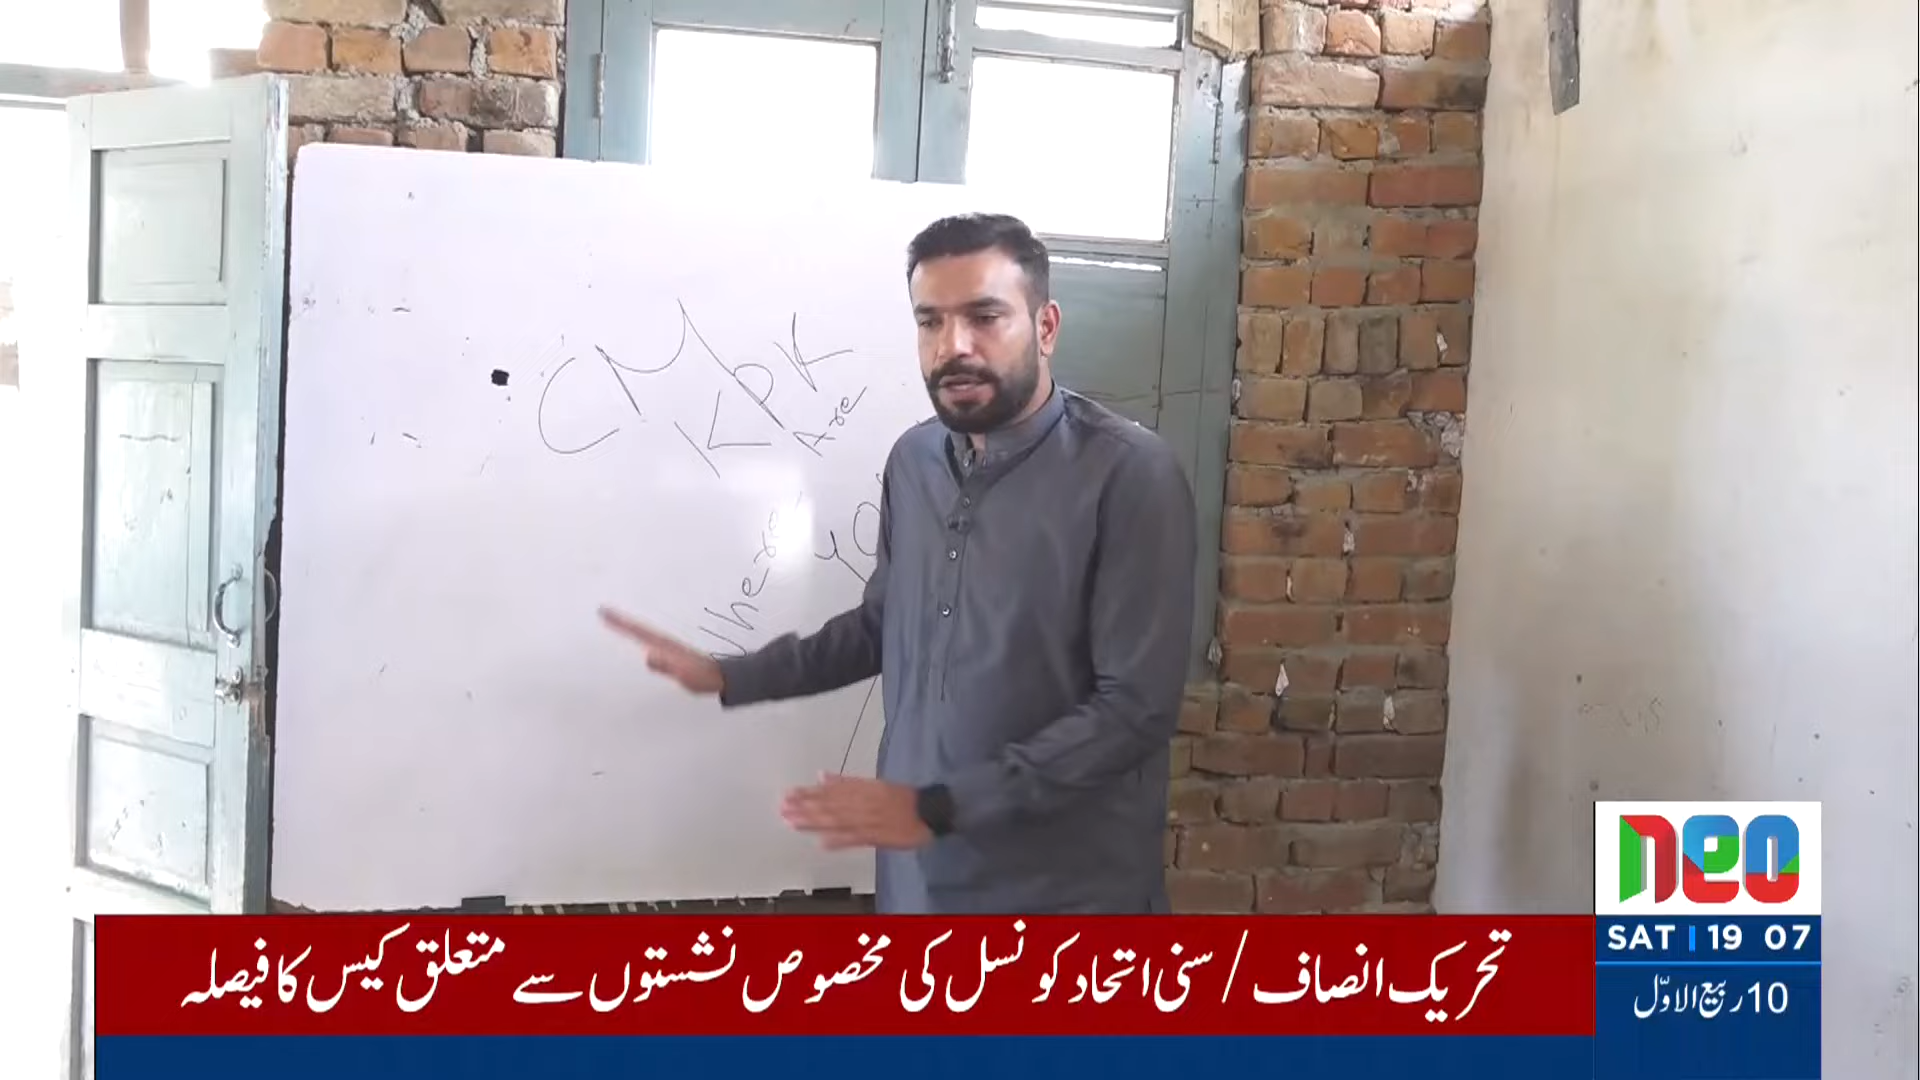 CM
KPK
Where
Are
neo
SAT | 19 07
10 ربیع الاوّل
تحریک انصاف / سنی اتحاد کونسل کی مخصوص نشستوں سے متعلق کیس کا فیصلہ